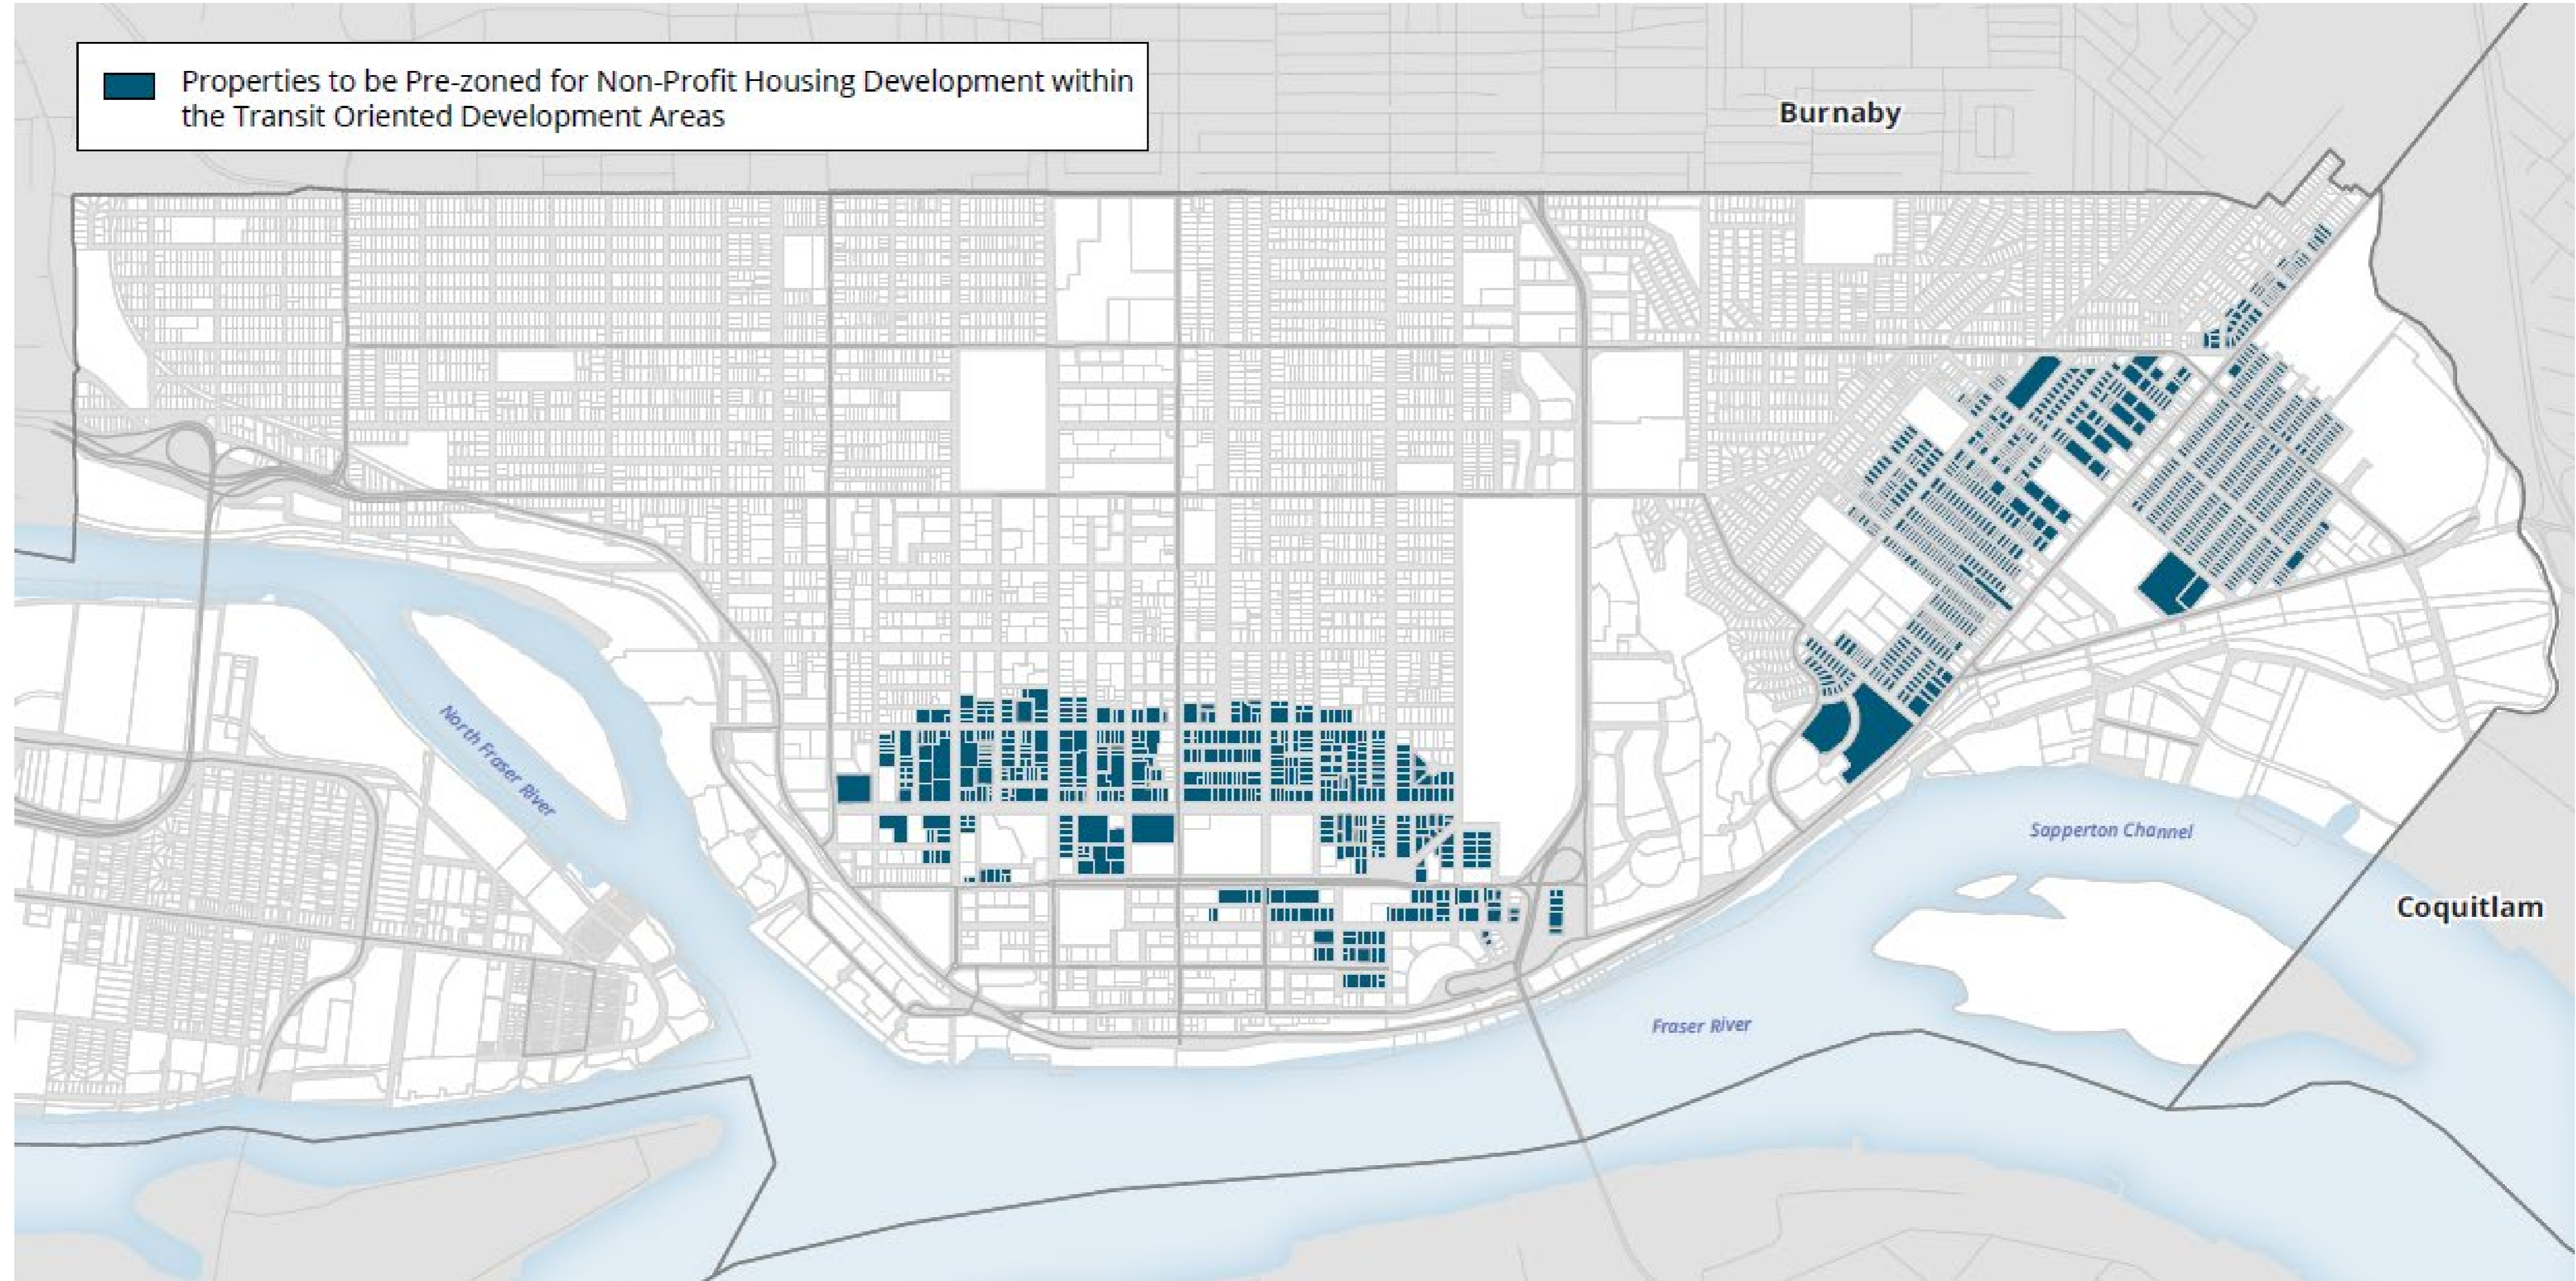 Properties to be Pre-zoned for Non-Profit Housing Development within
the Transit Oriented Development Areas
Burnaby
North Fraser River
Sapperton Channel
Coquitlam
Fraser River